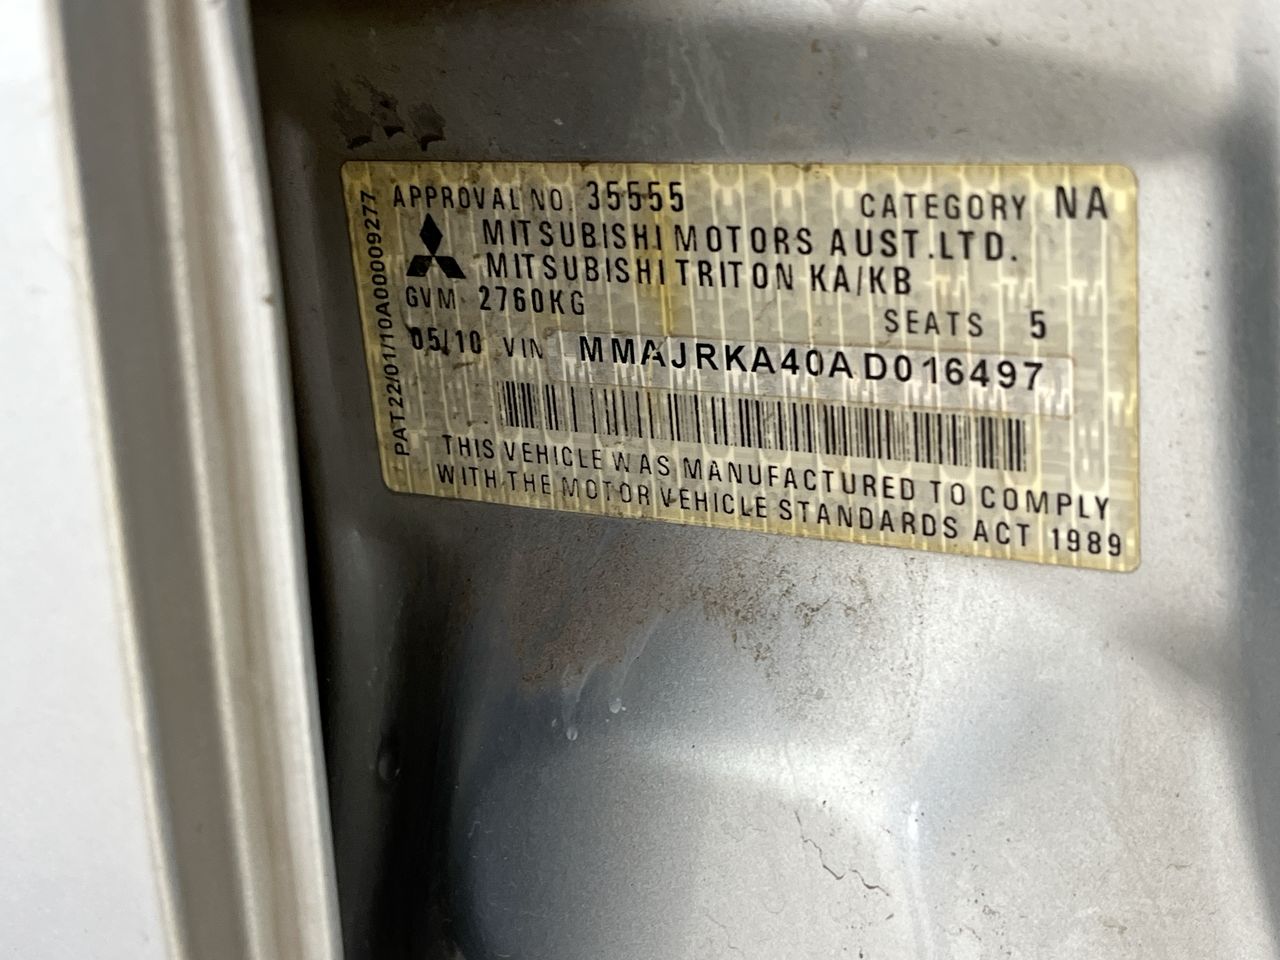 APPROVAL NO. 35555 CATEGORY NA
MITSUBISHI MOTORS AUST.LTD.
MITSUBISHI TRITON KA/KB
GVM 2760KG
SEATS 5
05/10 VIN MMAJRKA40AD016497
THIS VEHICLE WAS MANUFACTURED TO COMPLY
WITH THE MOTOR VEHICLE STANDARDS ACT 1989
PAT22/01/10A00009277